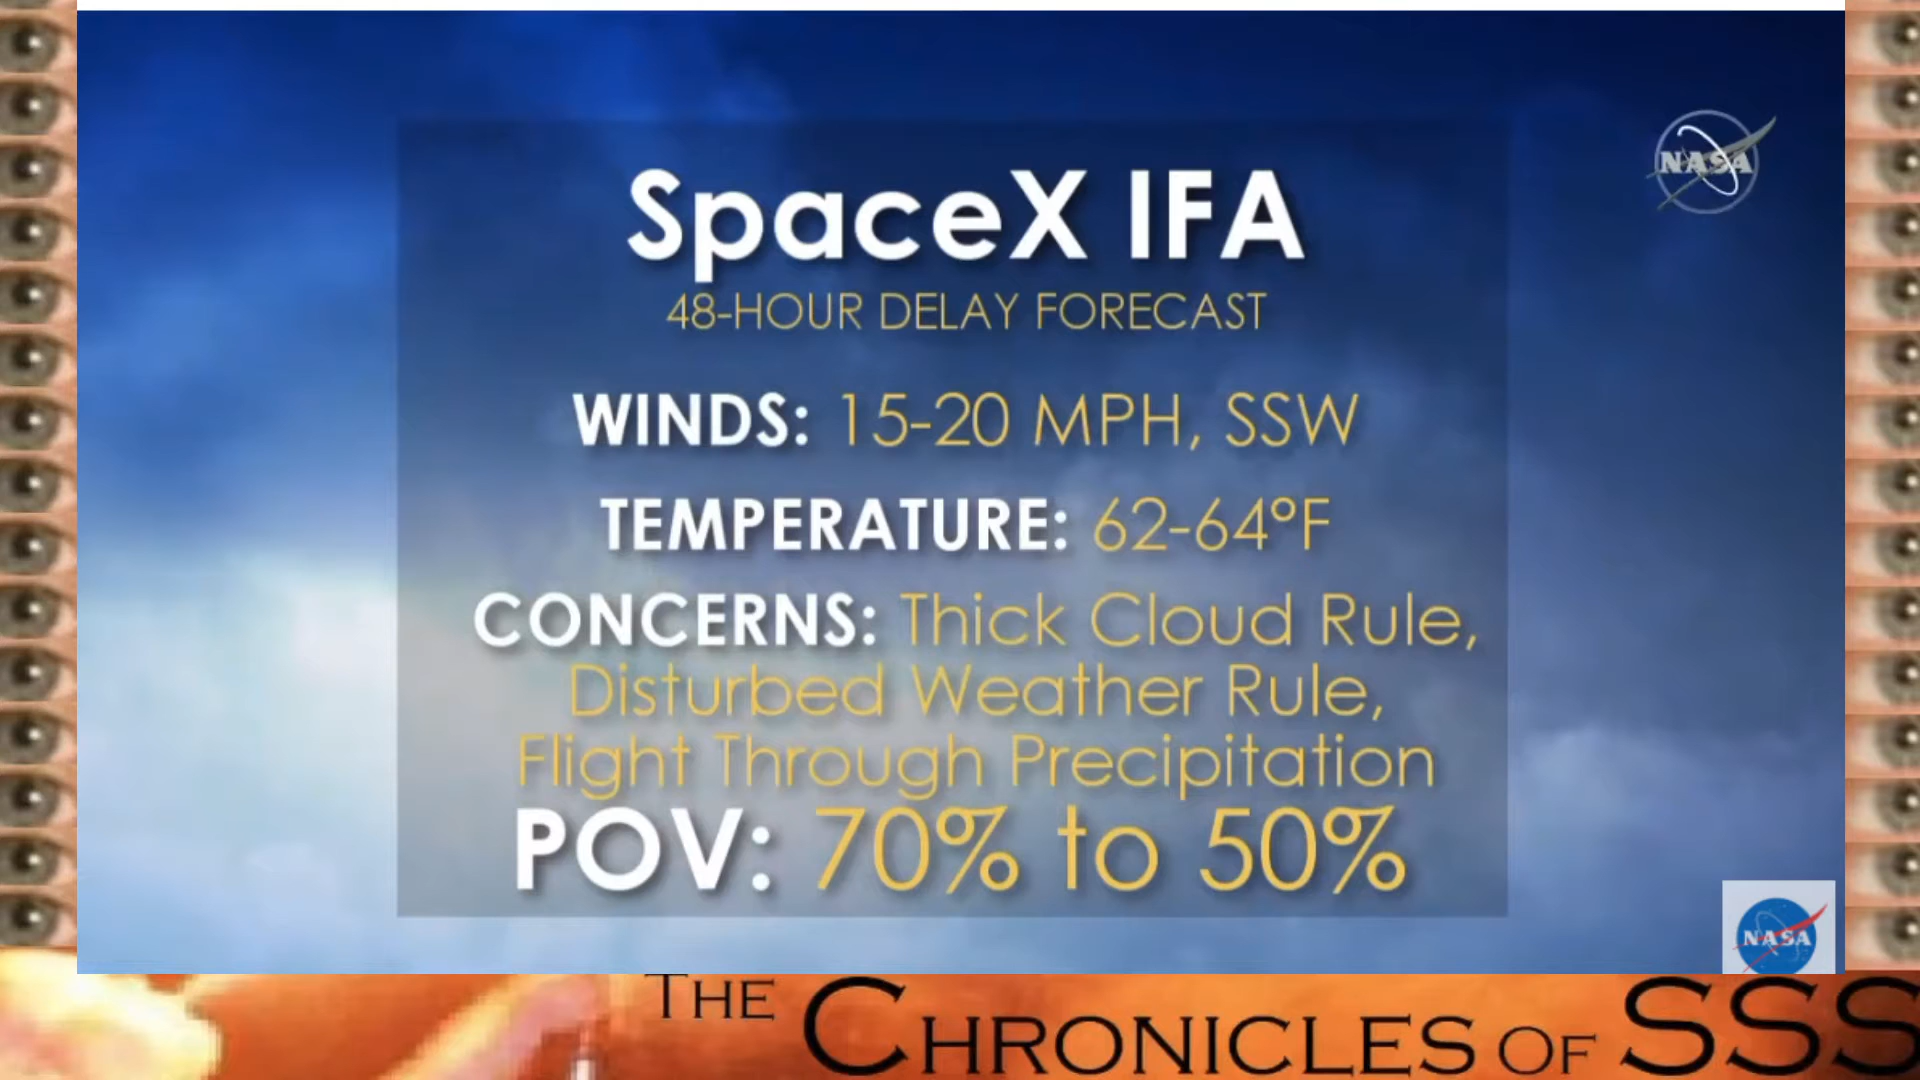 SpaceX IFA
NASA
48-HOUR DELAY FORECAST
WINDS: 15-20 MPH, SSW
TEMPERATURE: 62-64°F
CONCERNS: Thick Cloud Rule,
Disturbed Weather Rule,
Flight Through Precipitation
POV: 70% to 50%
NASA
THE CHRONICLES OF SSS